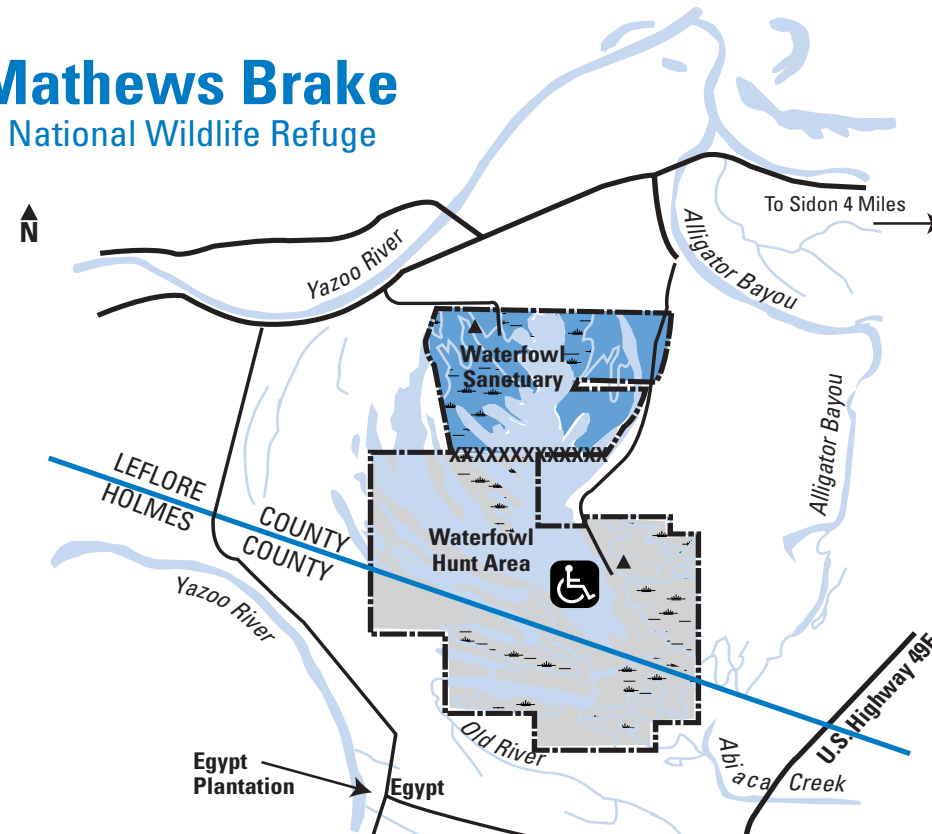 Mathews Brake
National Wildlife Refuge
N
To Sidon 4 Miles
Yazoo River
Alligator Bayou
Waterfowl
Sanctuary
Alligator Bayou
XXXXXXXXXXXXX
LEFLORE COUNTY
HOLMES COUNTY
Waterfowl
Hunt Area
Yazoo River
U.S. Highway 49E
Old River
Abiaca Creek
Egypt
Plantation
Egypt